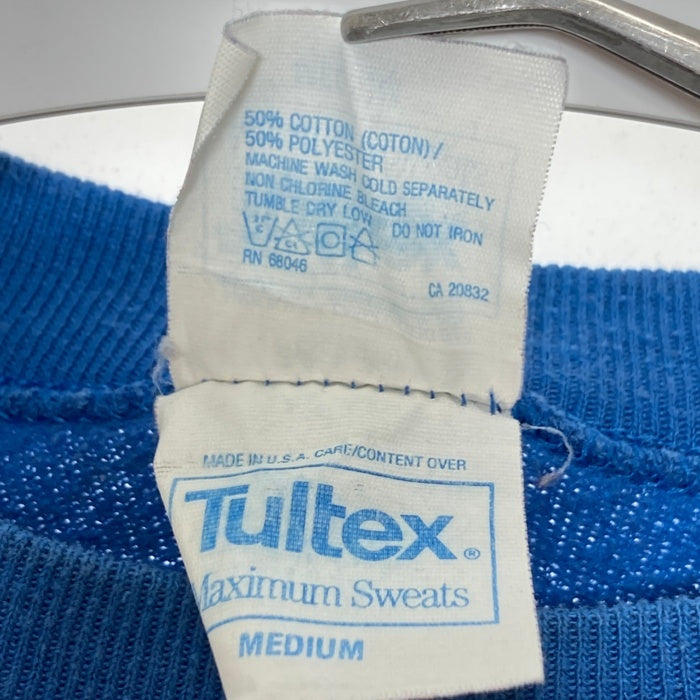 50% COTTON (COTON)/
50% POLYESTER
MACHINE WASH COLD SEPARATELY
NON CHLORINE BLEACH
TUMBLE DRY LOW DO NOT IRON
RN 68046
CA 20832
MADE IN U.S.A. CARE/CONTENT OVER
Tultex®
Maximum Sweats
MEDIUM